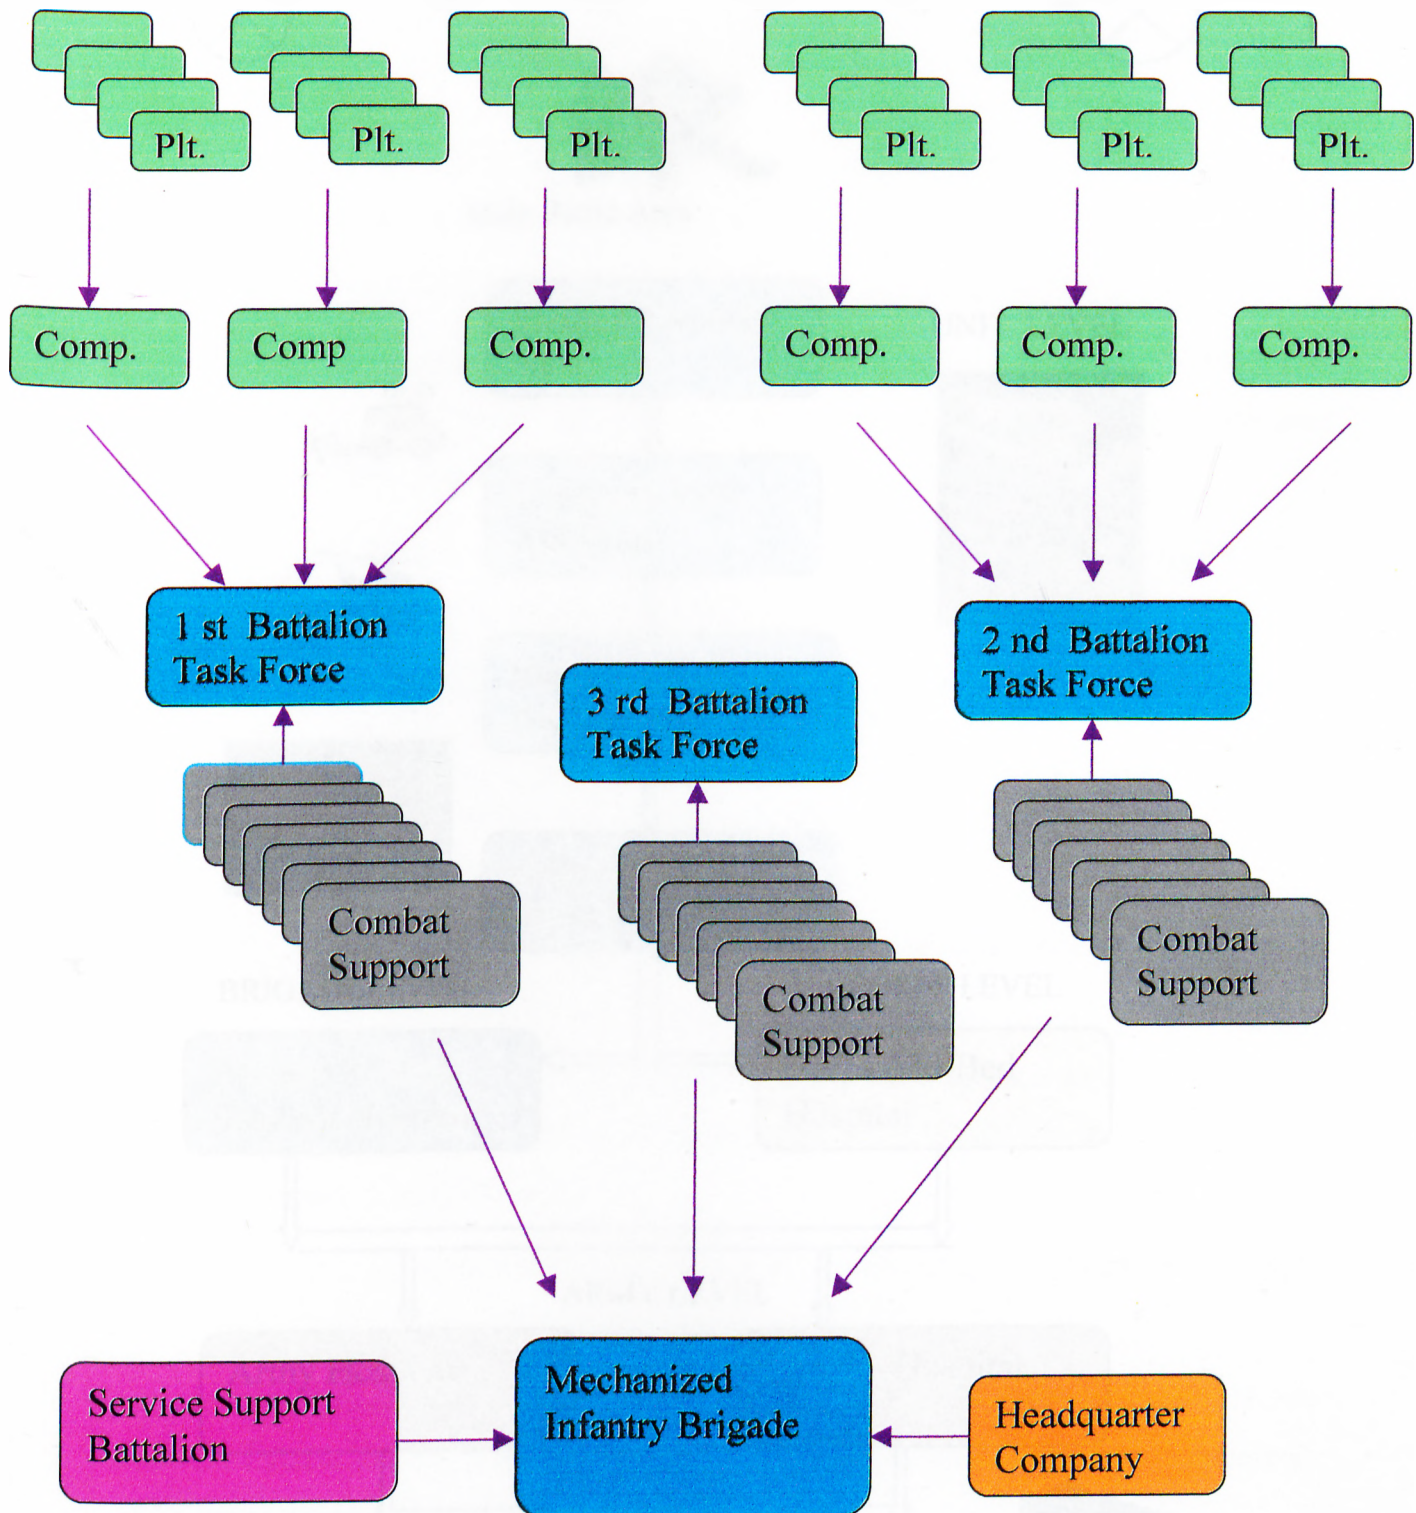 Plt.
Plt.
Plt.
Plt.
Plt.
Plt.
Comp.
Comp
Comp.
Comp.
Comp.
Comp.
1 st Battalion
Task Force
2 nd Battalion
Task Force
3 rd Battalion
Task Force
Combat
Support
Combat
Support
Combat
Support
Mechanized
Infantry Brigade
Service Support
Battalion
Headquarter
Company